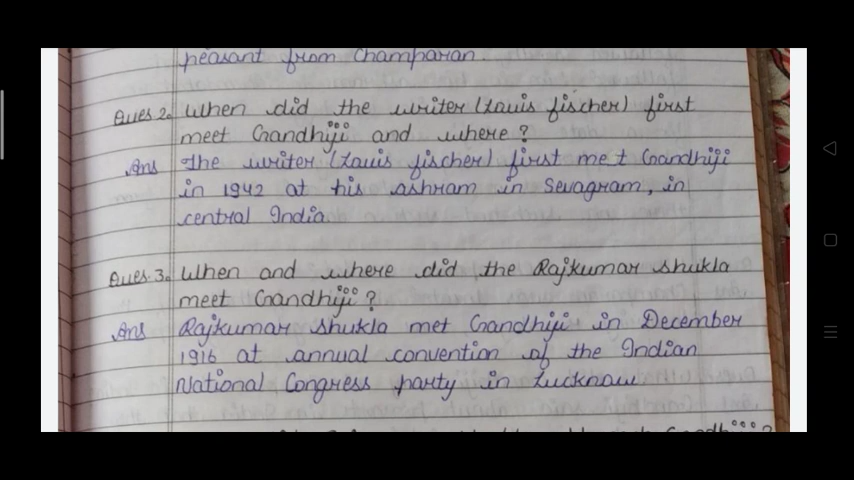 peasant from Champaran.
Ques 2. When did the writer (Louis fischer) first
meet Gandhiji and where?
Ans The writer (Louis fischer) first met Gandhiji
in 1942 at his ashram in Sevagram, in
central India.
Ques. 3. When and where did the Rajkumar Shukla
meet Gandhiji?
Ans Rajkumar Shukla met Gandhiji in December
1916 at annual convention of the Indian
National Congress party in Lucknow